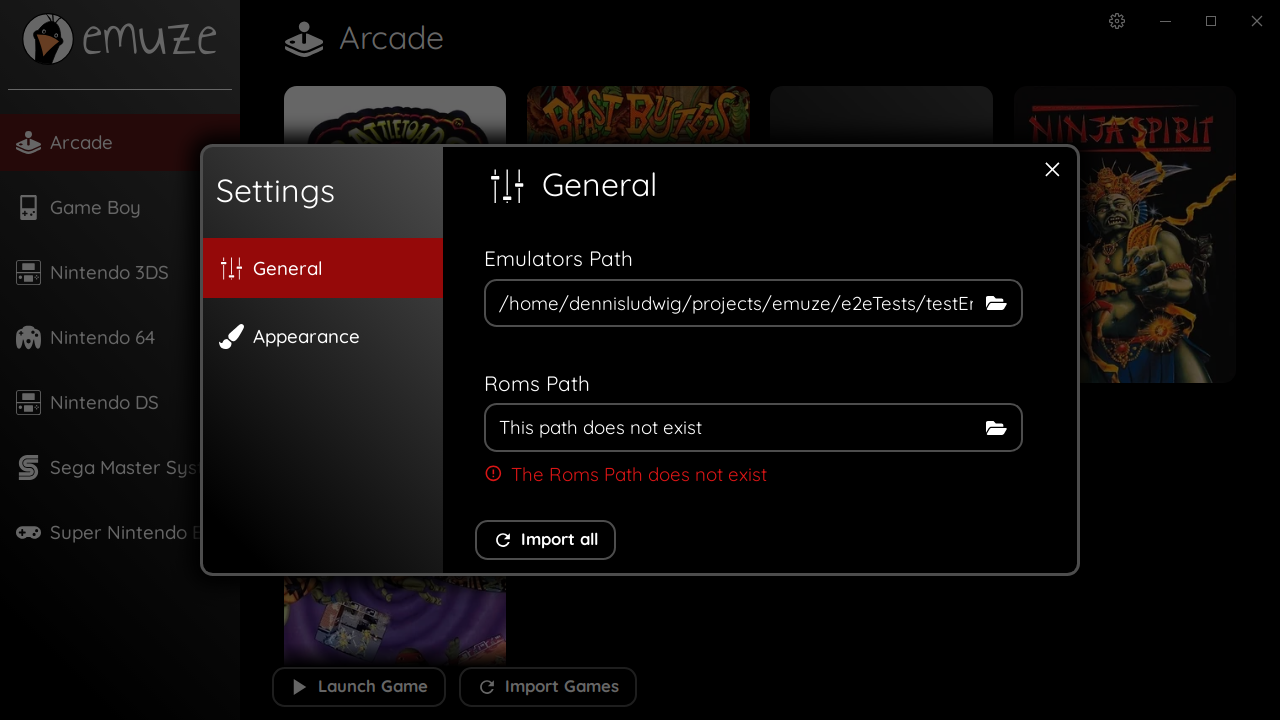 emuze
Arcade
Game Boy
Nintendo 3DS
Nintendo 64
Nintendo DS
Sega Master Syst
Super Nintendo E
Arcade
BATTLETOADS
BEAST BUSTERS
NINJA SPIRIT
Settings
General
Appearance
General
Emulators Path
/home/dennisludwig/projects/emuze/e2eTests/testEr
Roms Path
This path does not exist
The Roms Path does not exist
Import all
Launch Game
Import Games